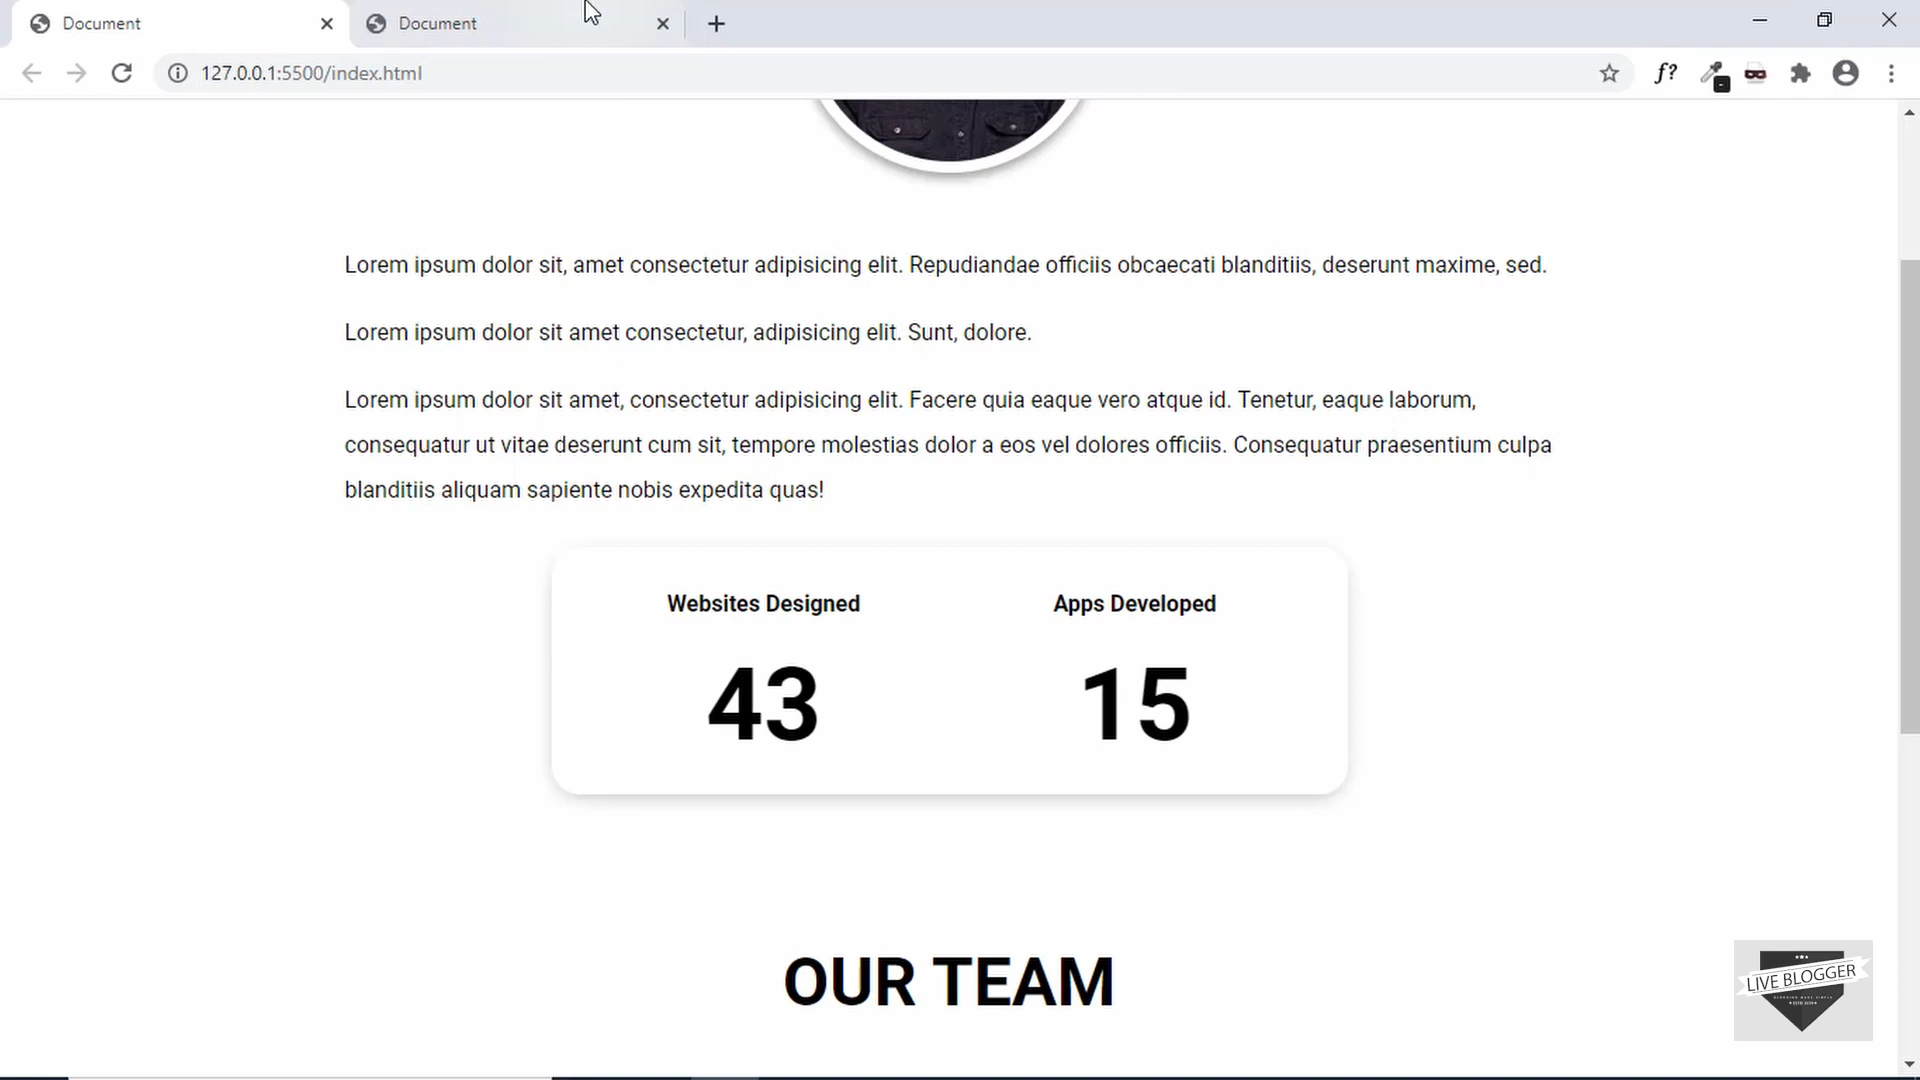 Document
Document
127.0.0.1:5500/index.html
f?
Lorem ipsum dolor sit, amet consectetur adipisicing elit. Repudiandae officiis obcaecati blanditiis, deserunt maxime, sed.
Lorem ipsum dolor sit amet consectetur, adipisicing elit. Sunt, dolore.
Lorem ipsum dolor sit amet, consectetur adipisicing elit. Facere quia eaque vero atque id. Tenetur, eaque laborum,
consequatur ut vitae deserunt cum sit, tempore molestias dolor a eos vel dolores officiis. Consequatur praesentium culpa
blanditiis aliquam sapiente nobis expedita quas!
Websites Designed
Apps Developed
43
15
OUR TEAM
LIVE BLOGGER